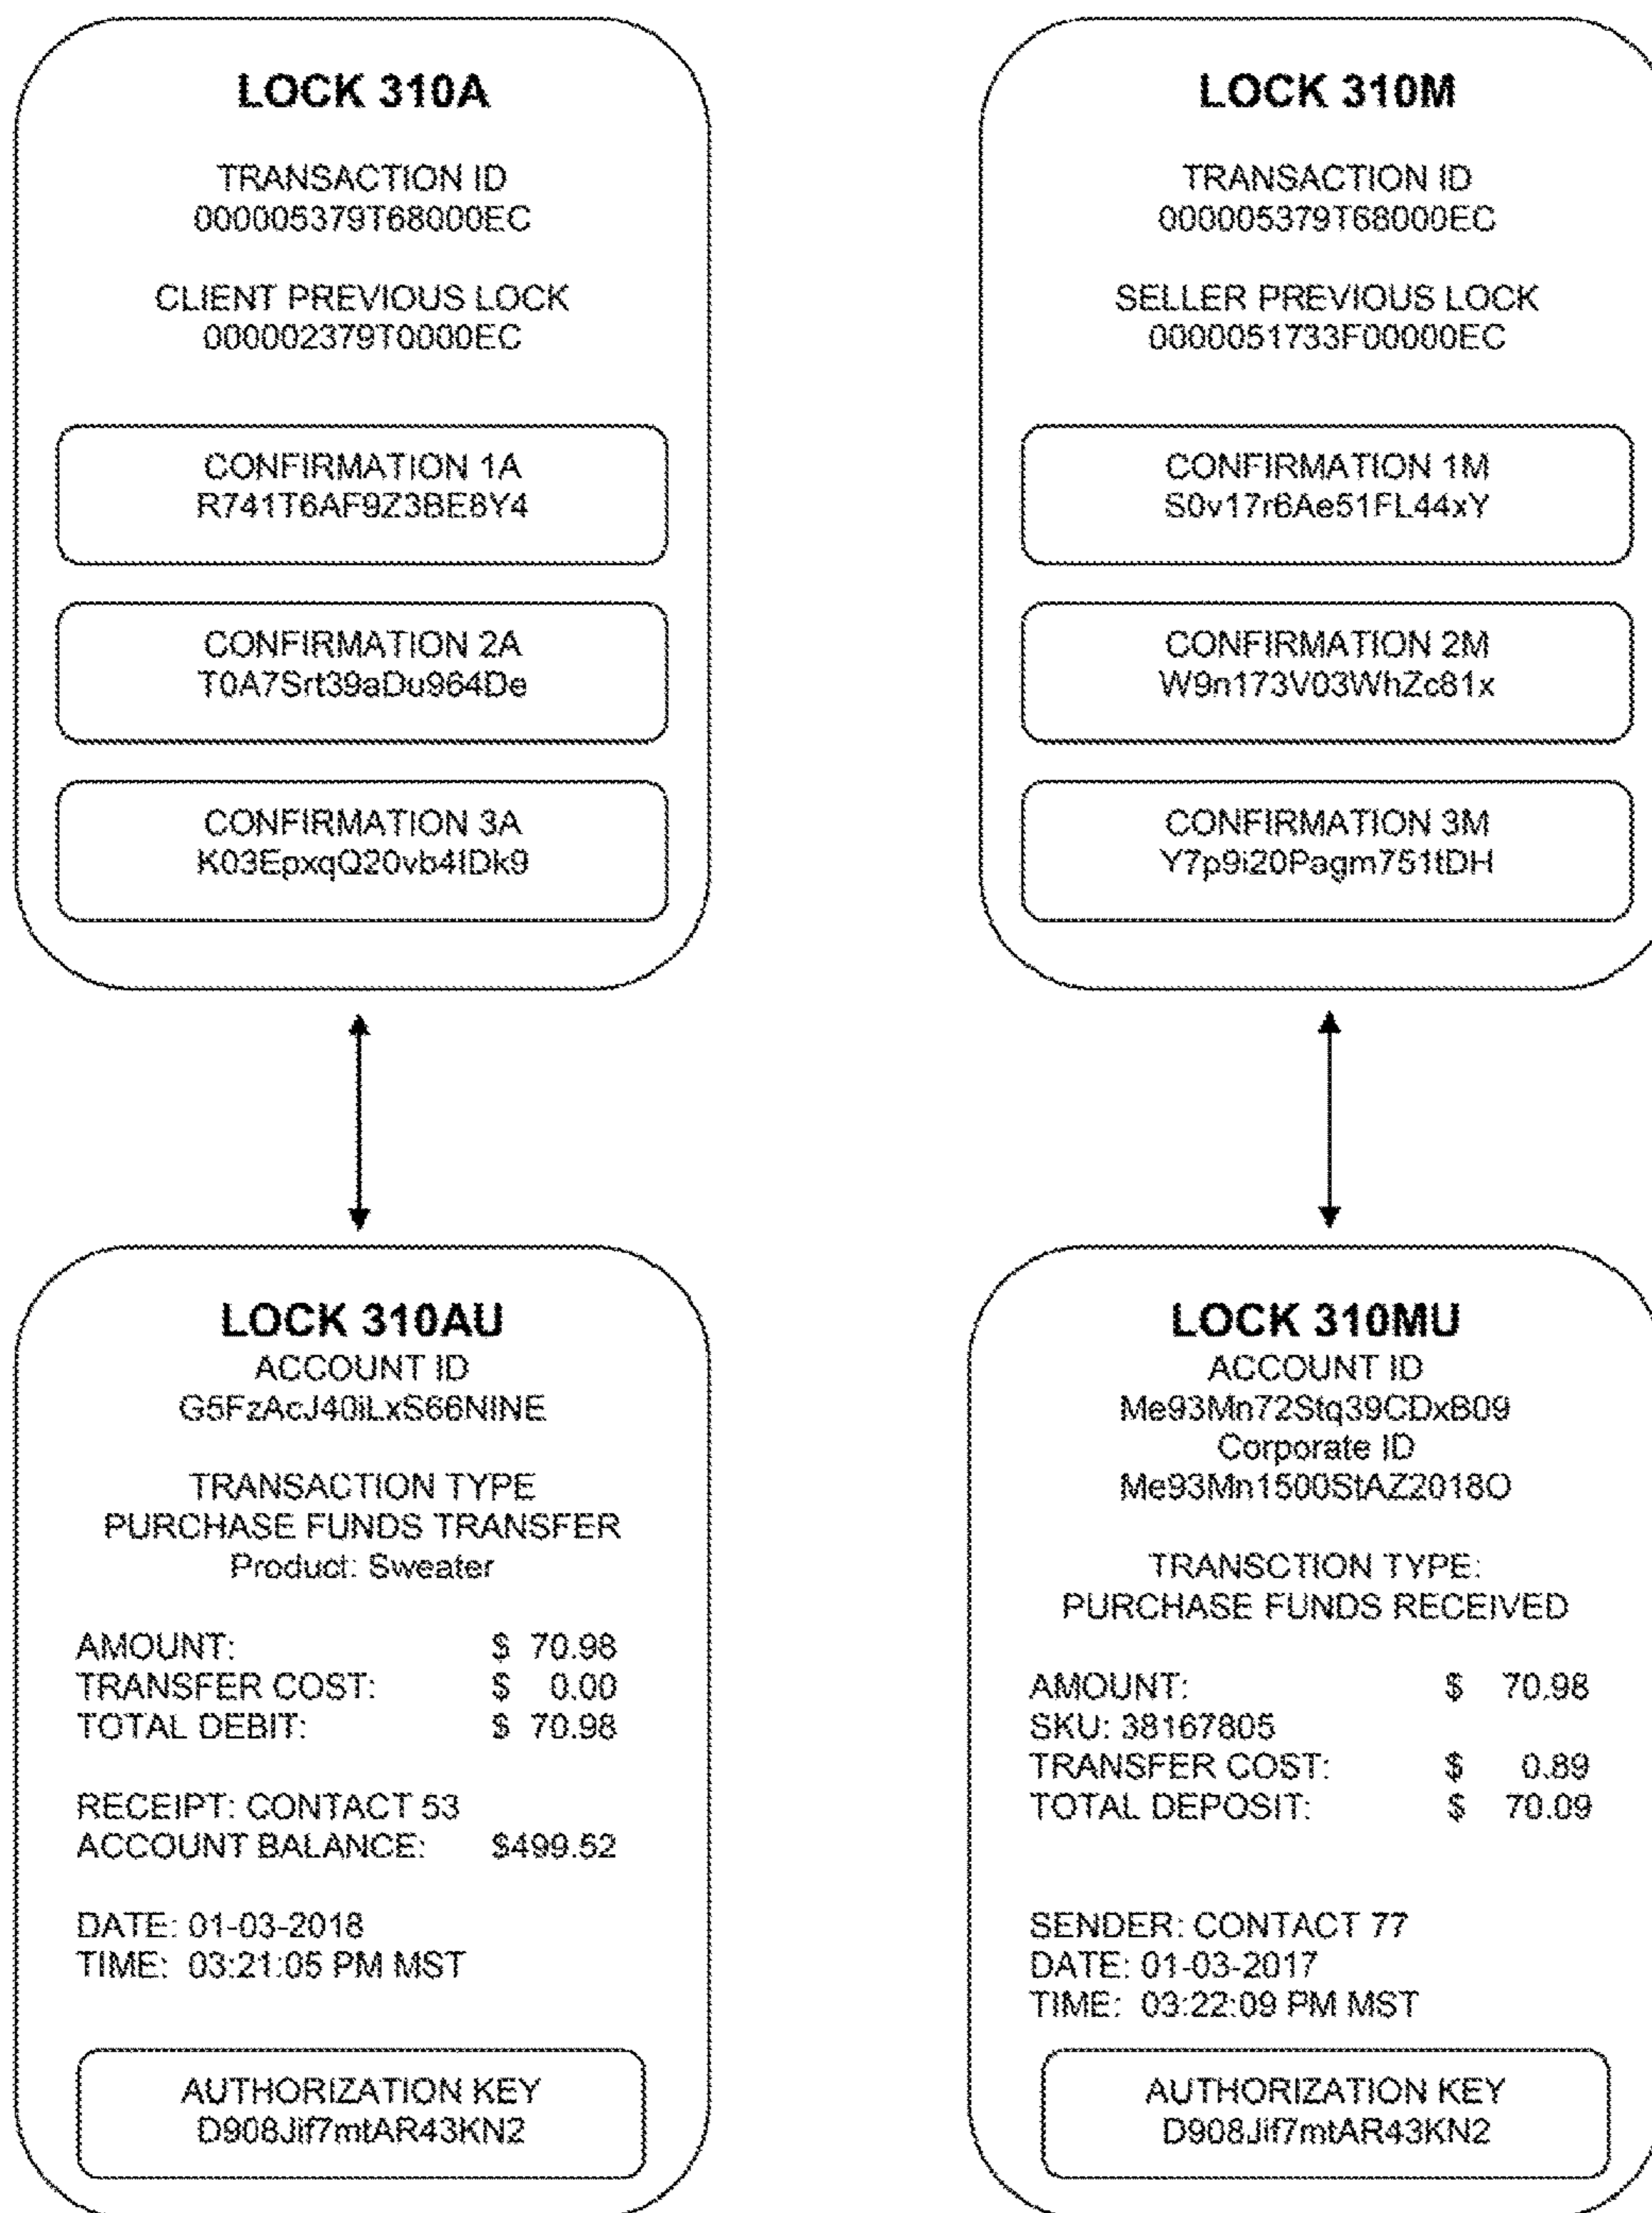 LOCK 310A
TRANSACTION ID
000005379T68000EC
CLIENT PREVIOUS LOCK
000002379T0000EC
CONFIRMATION 1A
R741T6AF9Z3BE8Y4
CONFIRMATION 2A
T0A7Srt39aDu964De
CONFIRMATION 3A
K03EpxqQ20vb4IDk9
LOCK 310M
TRANSACTION ID
000005379T68000EC
SELLER PREVIOUS LOCK
0000051733F00000EC
CONFIRMATION 1M
S0v17r6Ae51FL44xY
CONFIRMATION 2M
W9n173V03WhZc81x
CONFIRMATION 3M
Y7p9i20Pagm751tDH
LOCK 310AU
ACCOUNT ID
G5FzAcJ40iLxS66NINE
TRANSACTION TYPE
PURCHASE FUNDS TRANSFER
Product: Sweater
AMOUNT: $ 70.98
TRANSFER COST: $ 0.00
TOTAL DEBIT: $ 70.98
RECEIPT: CONTACT 53
ACCOUNT BALANCE: $499.52
DATE: 01-03-2018
TIME: 03:21:05 PM MST
AUTHORIZATION KEY
D908Jif7mtAR43KN2
LOCK 310MU
ACCOUNT ID
Me93Mn72Stq39CDxB09
Corporate ID
Me93Mn1500StAZ2018O
TRANSCTION TYPE:
PURCHASE FUNDS RECEIVED
AMOUNT: $ 70.98
SKU: 38167805
TRANSFER COST: $ 0.89
TOTAL DEPOSIT: $ 70.09
SENDER: CONTACT 77
DATE: 01-03-2017
TIME: 03:22:09 PM MST
AUTHORIZATION KEY
D908Jif7mtAR43KN2